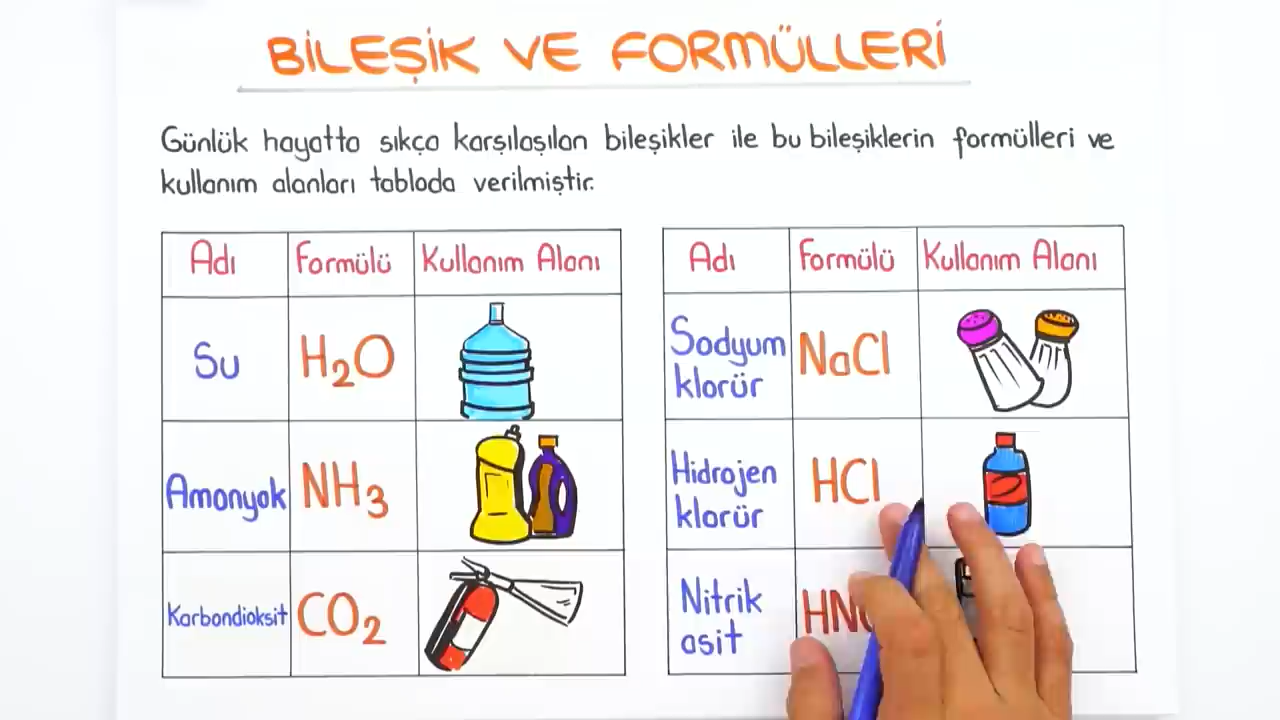 BİLEŞİK VE FORMÜLLERİ
Günlük hayatta sıkça karşılaşılan bileşikler ile bu bileşiklerin formülleri ve
kullanım alanları tabloda verilmiştir.
Adı Formülü Kullanım Alanı
Su H₂O
Amonyak NH₃
Karbondioksit CO₂
Adı Formülü Kullanım Alanı
Sodyum
klorür
NaCl
Hidrojen
klorür
HCl
Nitrik
asit